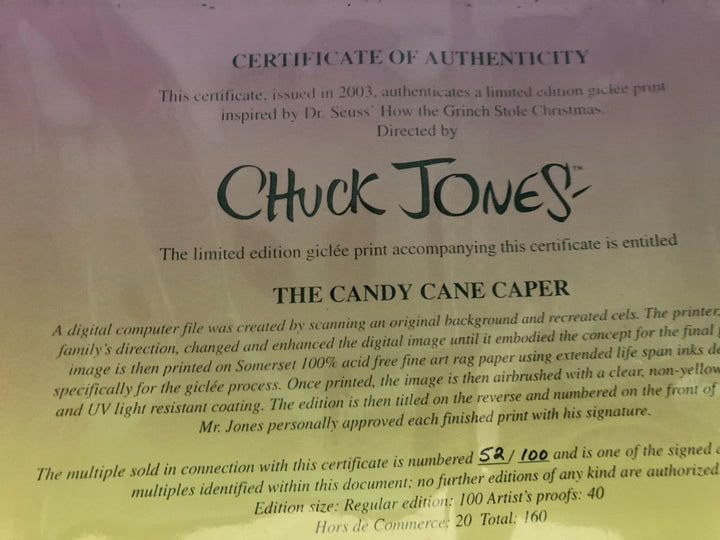 CERTIFICATE OF AUTHENTICITY
This certificate, issued in 2003, authenticates a limited edition giclée print
inspired by Dr. Seuss' How the Grinch Stole Christmas.
Directed by
CHUCK JONES™
The limited edition giclée print accompanying this certificate is entitled
THE CANDY CANE CAPER
A digital computer file was created by scanning an original background and recreated cels. The printer,
family's direction, changed and enhanced the digital image until it embodied the concept for the final
image is then printed on Somerset 100% acid free fine art rag paper using extended life span inks
specifically for the giclée process. Once printed, the image is then airbrushed with a clear, non-yellow
and UV light resistant coating. The edition is then titled on the reverse and numbered on the front of
Mr. Jones personally approved each finished print with his signature.
The multiple sold in connection with this certificate is numbered 52/100 and is one of the signed
multiples identified within this document; no further editions of any kind are authorized
Edition size: Regular edition: 100 Artist's proofs: 40
Hors de Commerce: 20 Total: 160